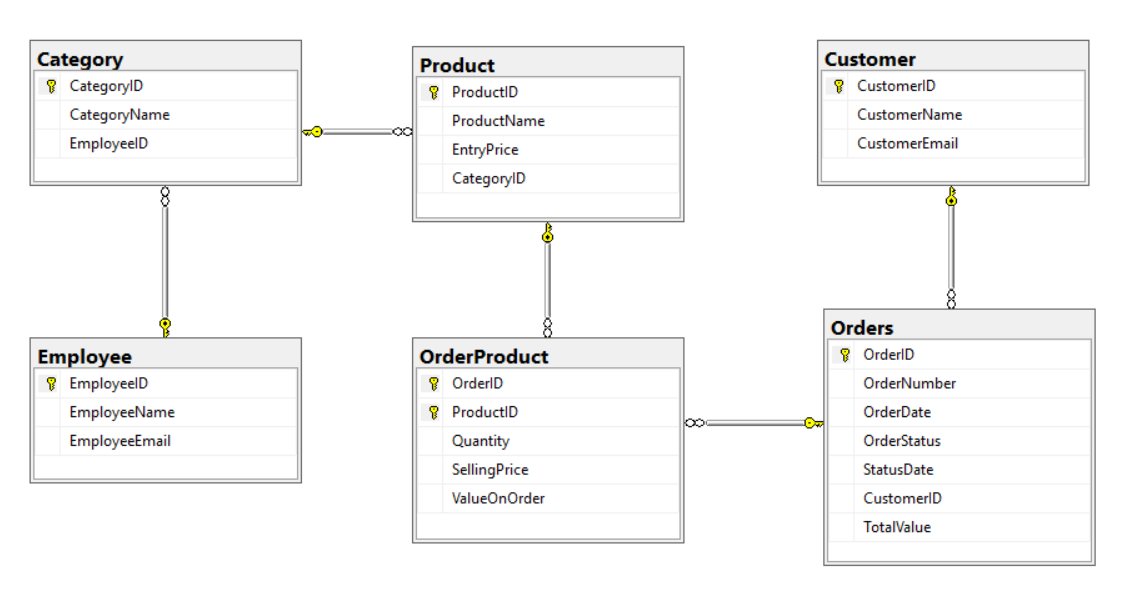 Category
CategoryID
CategoryName
EmployeeID
Product
ProductID
ProductName
EntryPrice
CategoryID
Customer
CustomerID
CustomerName
CustomerEmail
Employee
EmployeeID
EmployeeName
EmployeeEmail
OrderProduct
OrderID
ProductID
Quantity
SellingPrice
ValueOnOrder
Orders
OrderID
OrderNumber
OrderDate
OrderStatus
StatusDate
CustomerID
TotalValue